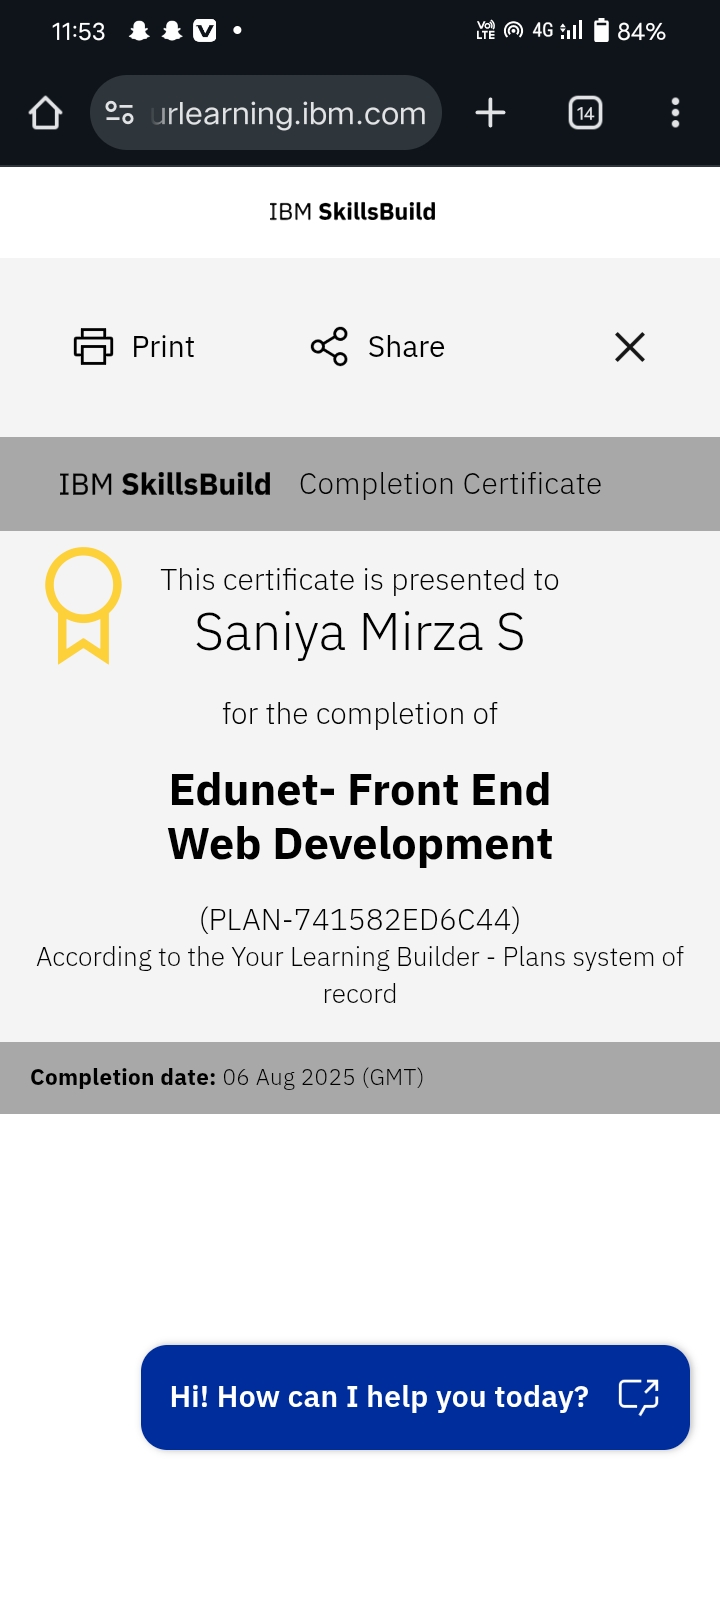 11:53
Vo)) LTE 4G 84%
urlearning.ibm.com
14
IBM SkillsBuild
Print Share
IBM SkillsBuild Completion Certificate
This certificate is presented to
Saniya Mirza S
for the completion of
Edunet- Front End
Web Development
(PLAN-741582ED6C44)
According to the Your Learning Builder - Plans system of
record
Completion date: 06 Aug 2025 (GMT)
Hi! How can I help you today?